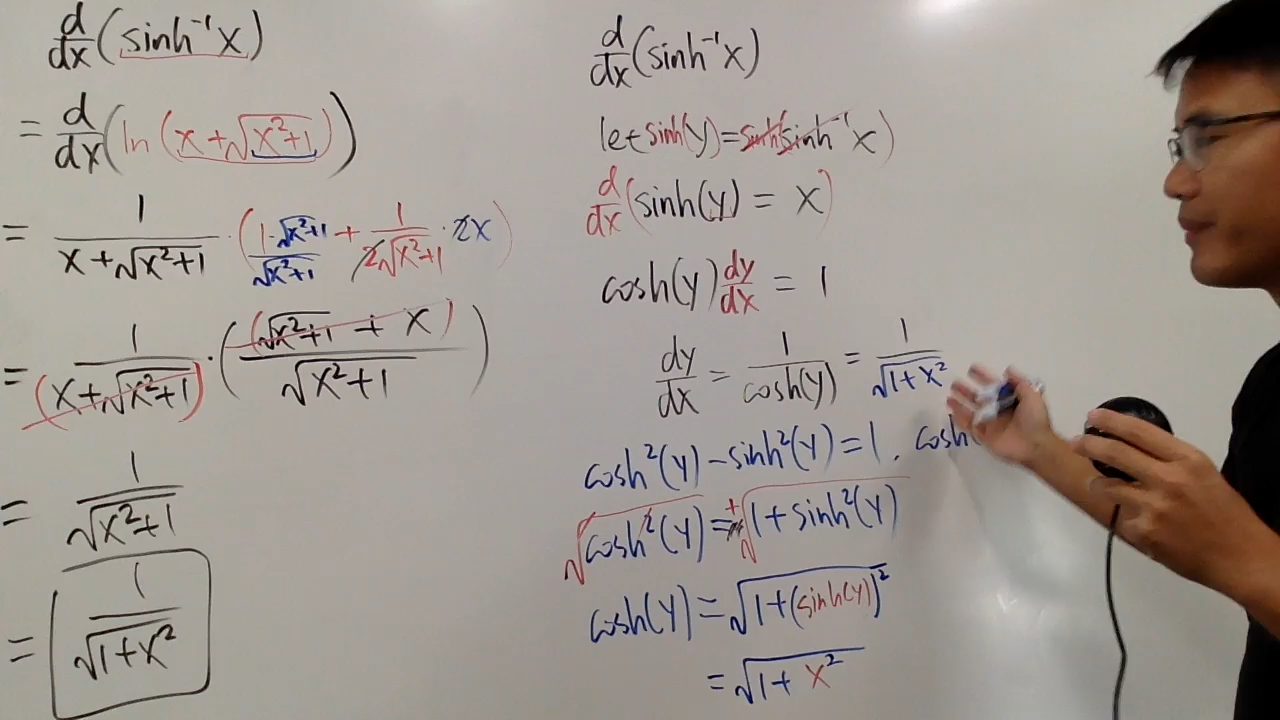 d/dx (sinh⁻¹x)
= d/dx (ln (x + √(x²+1)))
= 1/(x+√(x²+1)) · (1·√(x²+1)/√(x²+1) + 1/(2√(x²+1)) · 2x)
= 1/(x+√(x²+1)) · ((√(x²+1) + x)/√(x²+1))
= 1/√(x²+1)
= 1/√(1+x²)
d/dx (sinh⁻¹x)
let sinh(y)=sinh(sinh⁻¹x)
d/dx (sinh(y) = x)
cosh(y) dy/dx = 1
dy/dx = 1/cosh(y) = 1/√(1+x²)
cosh²(y) − sinh²(y) = 1, cosh(
√cosh²(y) = +√(1+sinh²(y))
cosh(y) = √(1+(sinh(y))²)
= √(1+ x²)